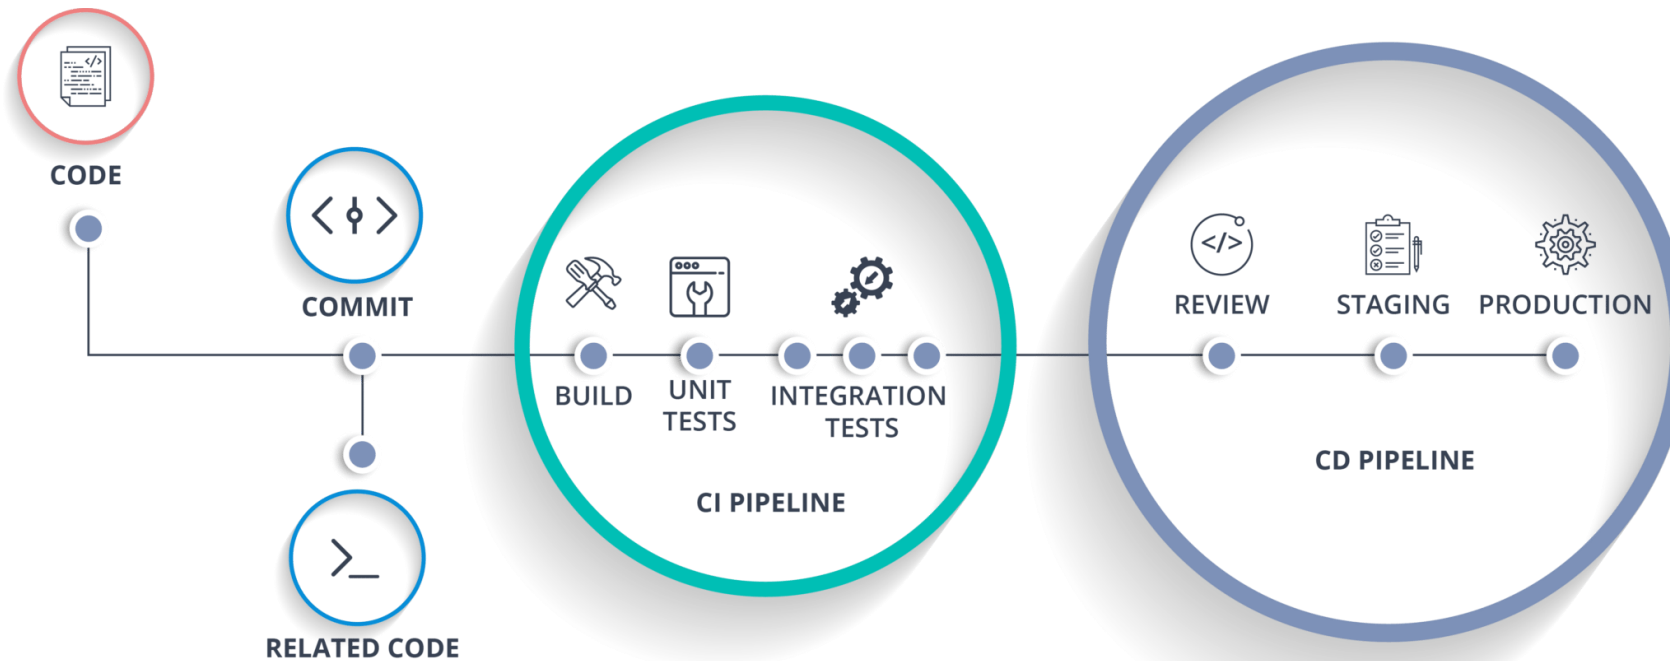 CODE
COMMIT
RELATED CODE
BUILD
UNIT
TESTS
INTEGRATION
TESTS
CI PIPELINE
REVIEW
STAGING
PRODUCTION
CD PIPELINE